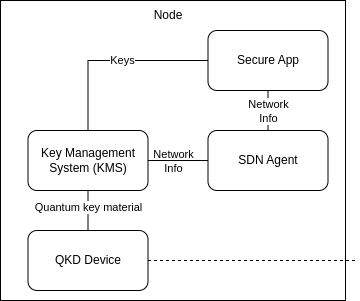 Node
Keys
Secure App
Network
Info
Key Management
System (KMS)
Network
Info
SDN Agent
Quantum key material
QKD Device